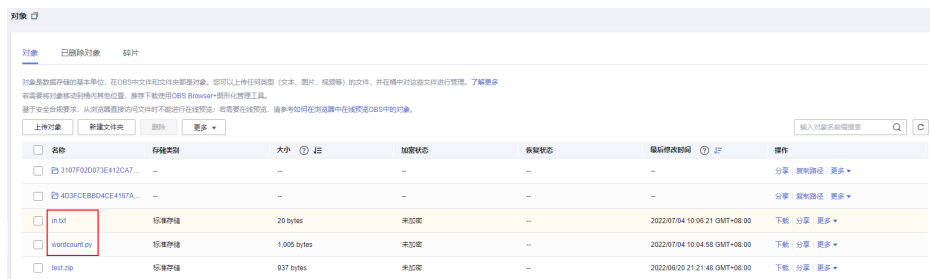 对象
对象 已删除对象 碎片
对象是数据存储的基本单位，在OBS中文件和文件夹都是对象。您可以上传任何类型（文本、图片、视频等）的文件，并在桶中对这些文件进行管理。了解更多
若需要将对象移动到桶内其他位置，推荐下载使用OBS Browser+图形化管理工具。
基于安全合规要求，从浏览器直接访问文件时不能进行在线预览；若需要在线预览，请参考如何在浏览器中在线预览OBS中的对象。
上传对象 新建文件夹 删除 更多 输入对象名前缀搜索
名称 存储类别 大小 加密状态 恢复状态 最后修改时间 操作
3107F02D073E412CA7... -- -- -- -- -- 分享 复制路径 更多
4D3FCEBBD4CE4167A... -- -- -- -- -- 分享 复制路径 更多
in.txt 标准存储 20 bytes 未加密 -- 2022/07/04 10:06:21 GMT+08:00 下载 分享 更多
wordcount.py 标准存储 1,005 bytes 未加密 -- 2022/07/04 10:04:58 GMT+08:00 下载 分享 更多
test.zip 标准存储 937 bytes 未加密 -- 2022/06/20 21:21:48 GMT+08:00 下载 分享 更多